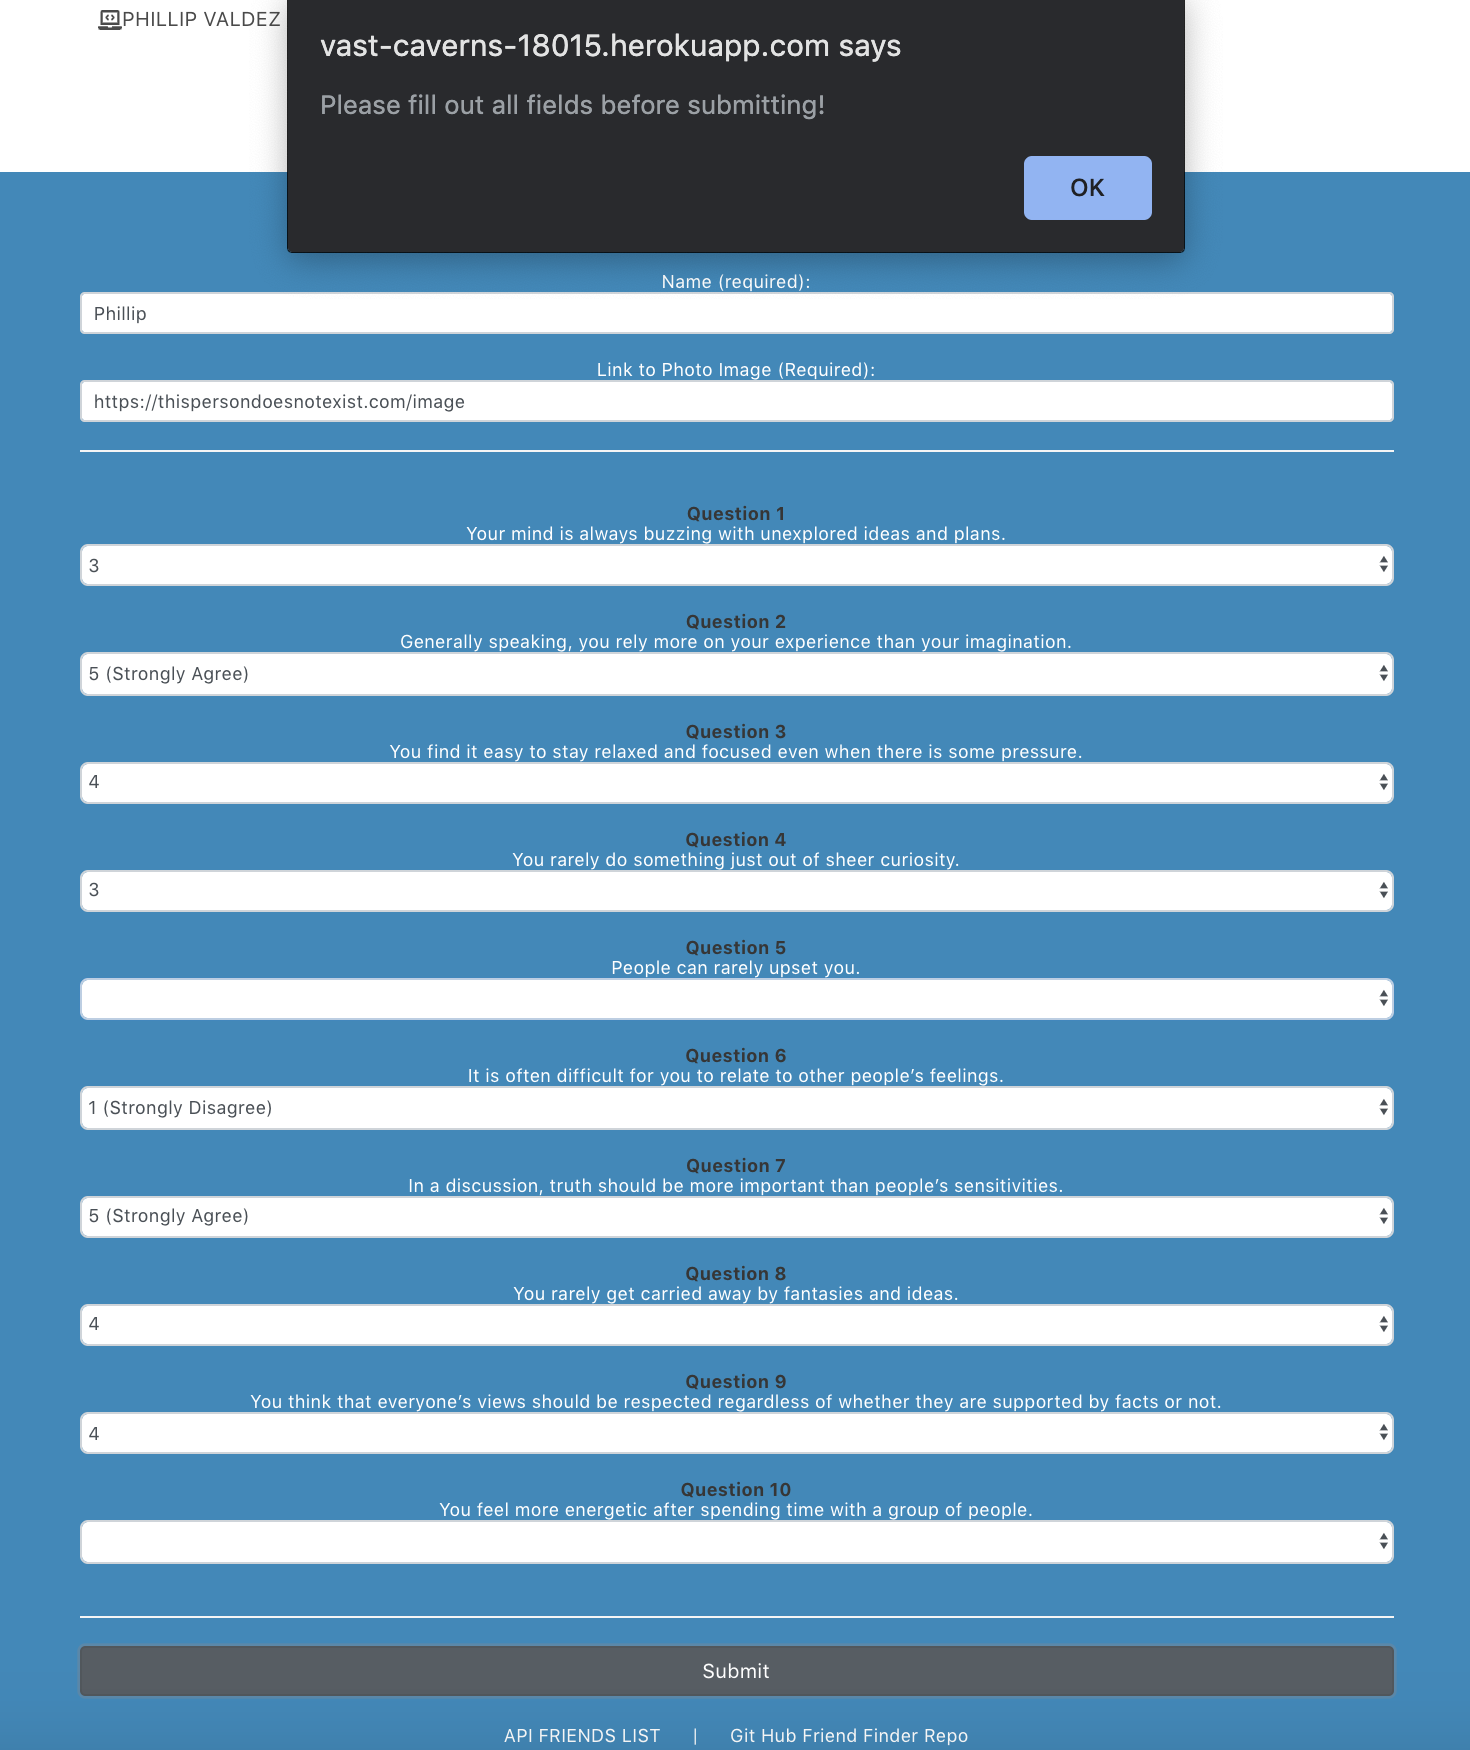 PHILLIP VALDEZ
vast-caverns-18015.herokuapp.com says
Please fill out all fields before submitting!
OK
Name (required):
Phillip
Link to Photo Image (Required):
https://thispersondoesnotexist.com/image
Question 1
Your mind is always buzzing with unexplored ideas and plans.
3
Question 2
Generally speaking, you rely more on your experience than your imagination.
5 (Strongly Agree)
Question 3
You find it easy to stay relaxed and focused even when there is some pressure.
4
Question 4
You rarely do something just out of sheer curiosity.
3
Question 5
People can rarely upset you.
Question 6
It is often difficult for you to relate to other people’s feelings.
1 (Strongly Disagree)
Question 7
In a discussion, truth should be more important than people’s sensitivities.
5 (Strongly Agree)
Question 8
You rarely get carried away by fantasies and ideas.
4
Question 9
You think that everyone’s views should be respected regardless of whether they are supported by facts or not.
4
Question 10
You feel more energetic after spending time with a group of people.
Submit
API FRIENDS LIST | Git Hub Friend Finder Repo